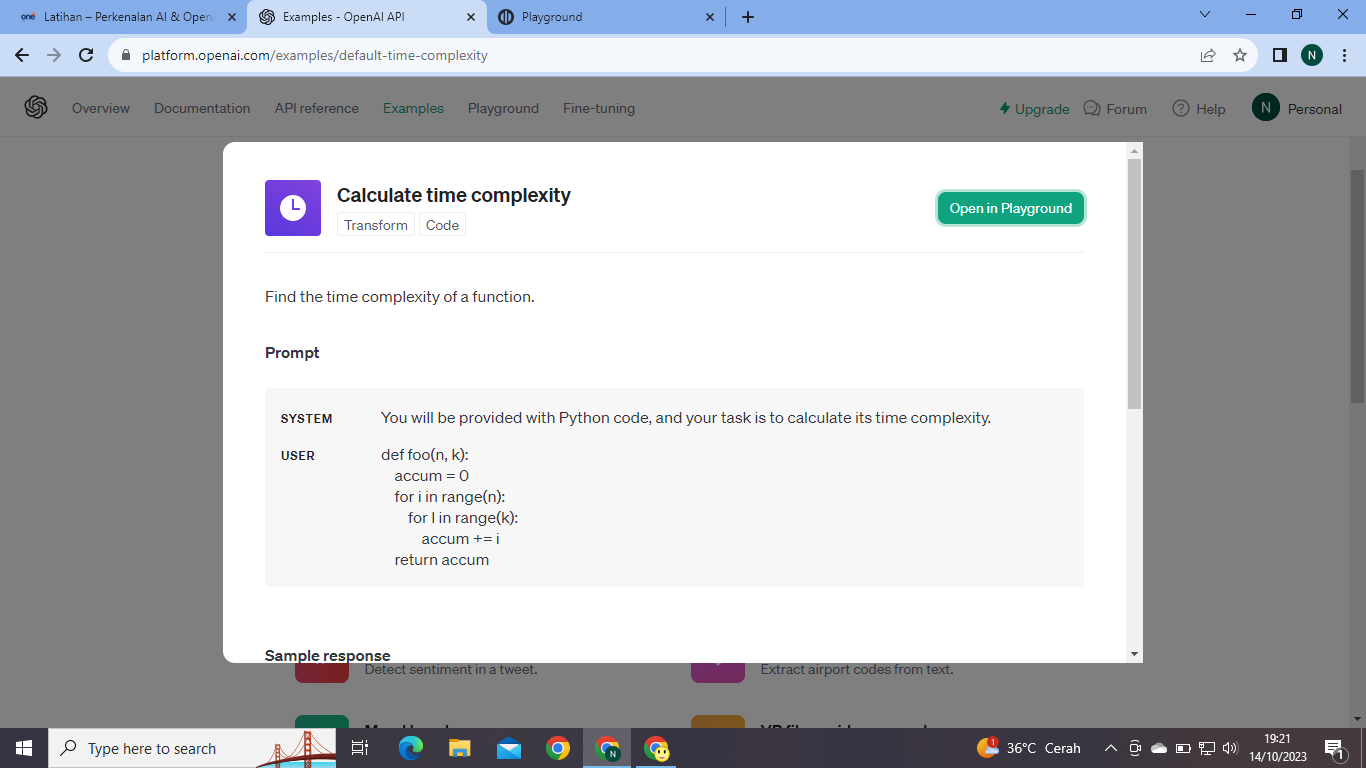 one Latihan – Perkenalan AI & Open
Examples - OpenAI API
Playground
platform.openai.com/examples/default-time-complexity
N
Overview Documentation API reference Examples Playground Fine-tuning Upgrade Forum Help N Personal
Calculate time complexity
Transform Code
Open in Playground
Find the time complexity of a function.
Prompt
SYSTEM You will be provided with Python code, and your task is to calculate its time complexity.
USER def foo(n, k):
accum = 0
for i in range(n):
for l in range(k):
accum += i
return accum
Sample response
Detect sentiment in a tweet. Extract airport codes from text.
Type here to search
N
1
36°C Cerah
19:21
14/10/2023
1